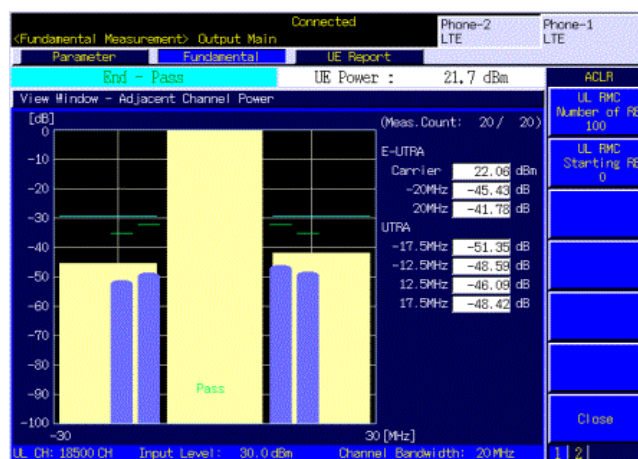 Connected
<Fundamental Measurement> Output Main
Phone-2
LTE
Phone-1
LTE
Parameter Fundamental UE Report
End - Pass
UE Power : 21.7 dBm
ACLR
View Window - Adjacent Channel Power
UL RMC
Number of RB
100
UL RMC
Starting RB
0
Close
1 2
[dB]
(Meas.Count: 20 / 20)
0
-10
-20
-30
-40
-50
-60
-70
-80
-90
-100
E-UTRA
Carrier 22.06 dBm
-20MHz -45.43 dB
20MHz -41.78 dB
UTRA
-17.5MHz -51.35 dB
-12.5MHz -48.59 dB
12.5MHz -46.09 dB
17.5MHz -48.42 dB
Pass
-30 30 [MHz]
UL CH: 18500 CH Input Level: 30.0 dBm Channel Bandwidth: 20 MHz